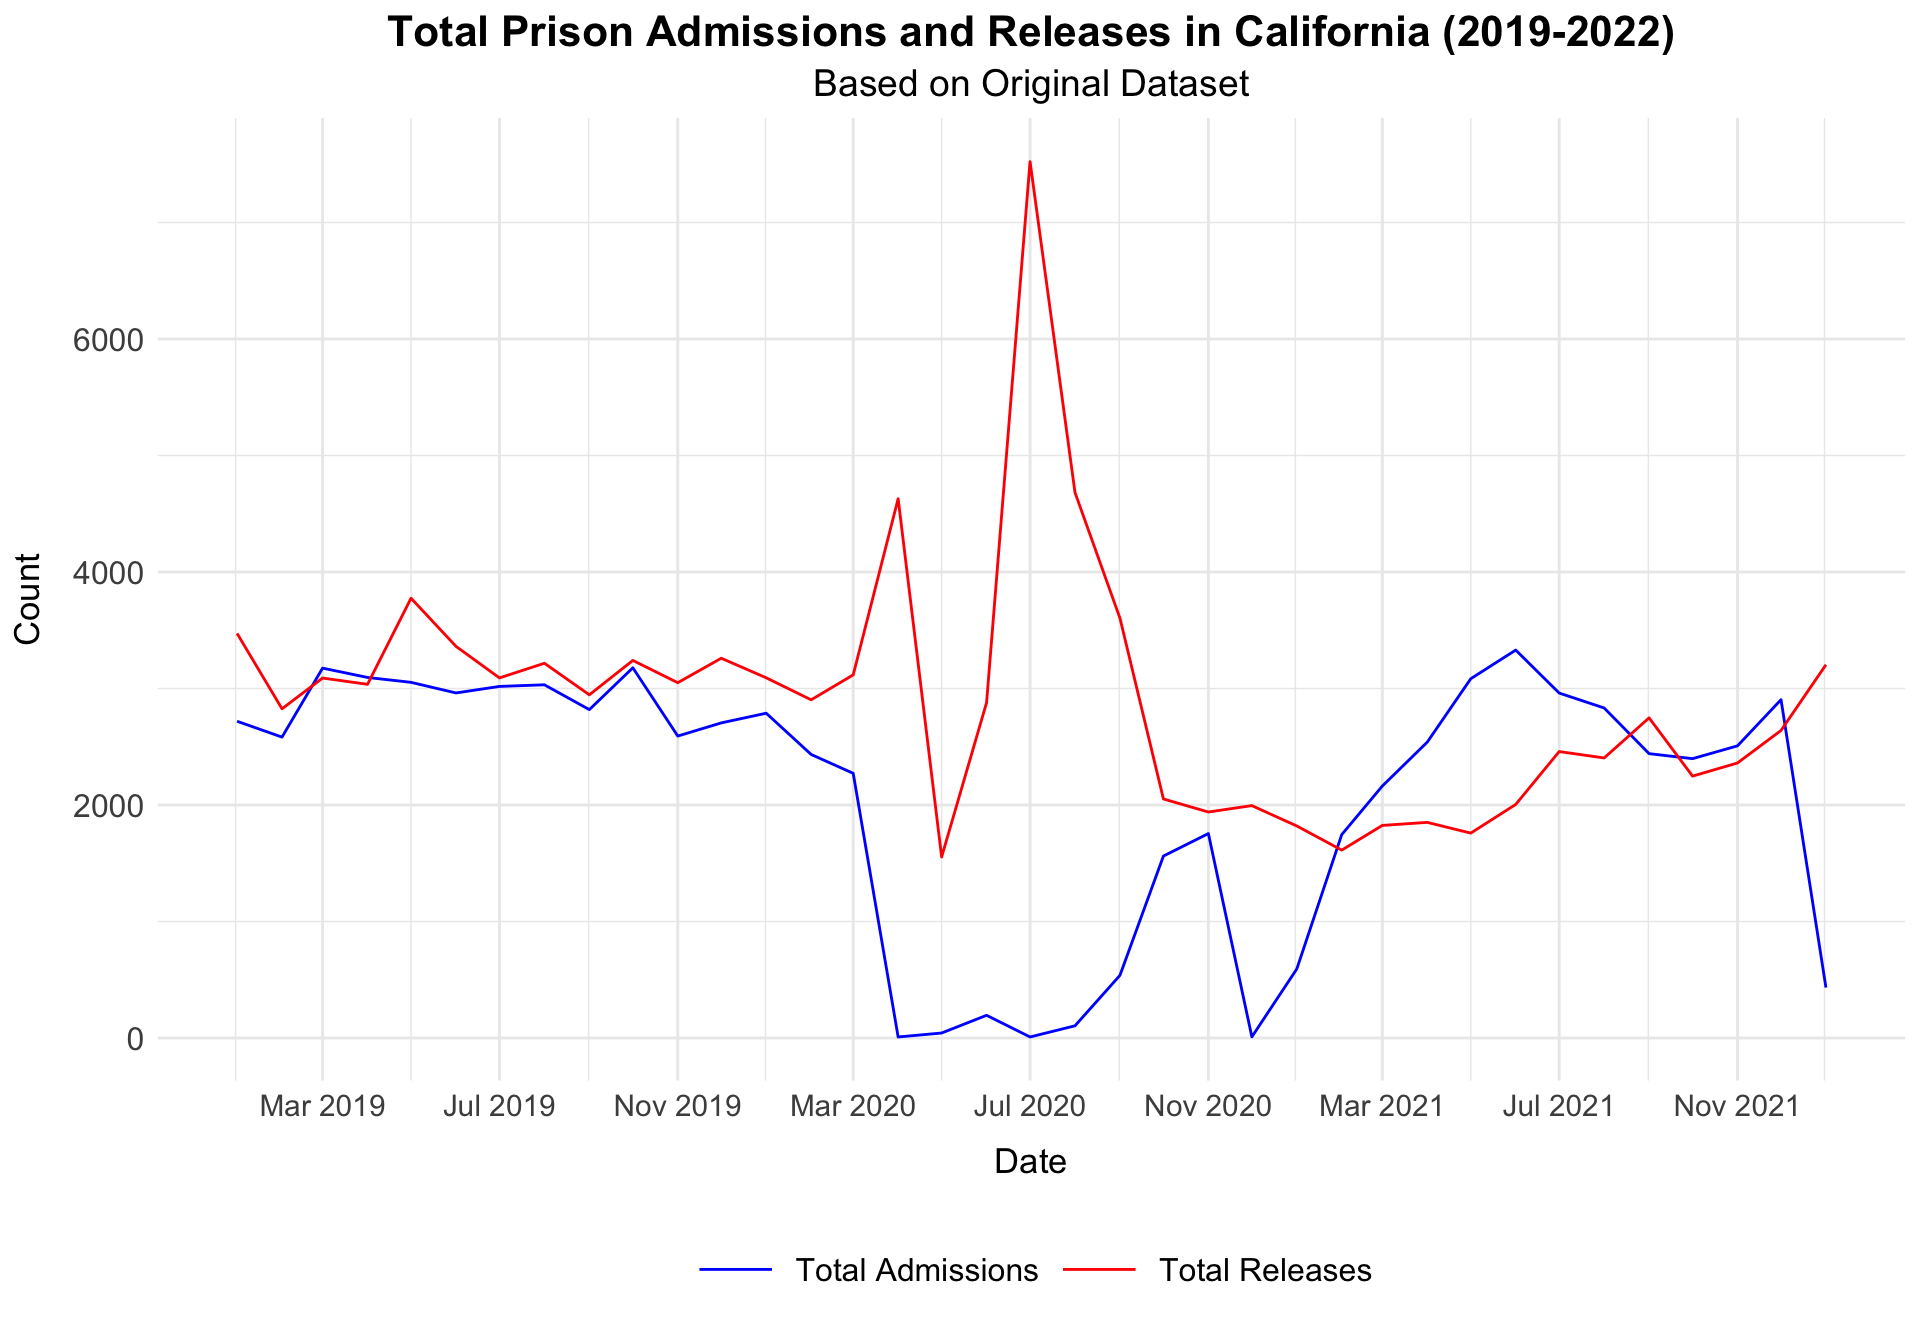 Total Prison Admissions and Releases in California (2019-2022)
Based on Original Dataset
Count
6000
4000
2000
0
Mar 2019 Jul 2019 Nov 2019 Mar 2020 Jul 2020 Nov 2020 Mar 2021 Jul 2021 Nov 2021
Date
Total Admissions Total Releases